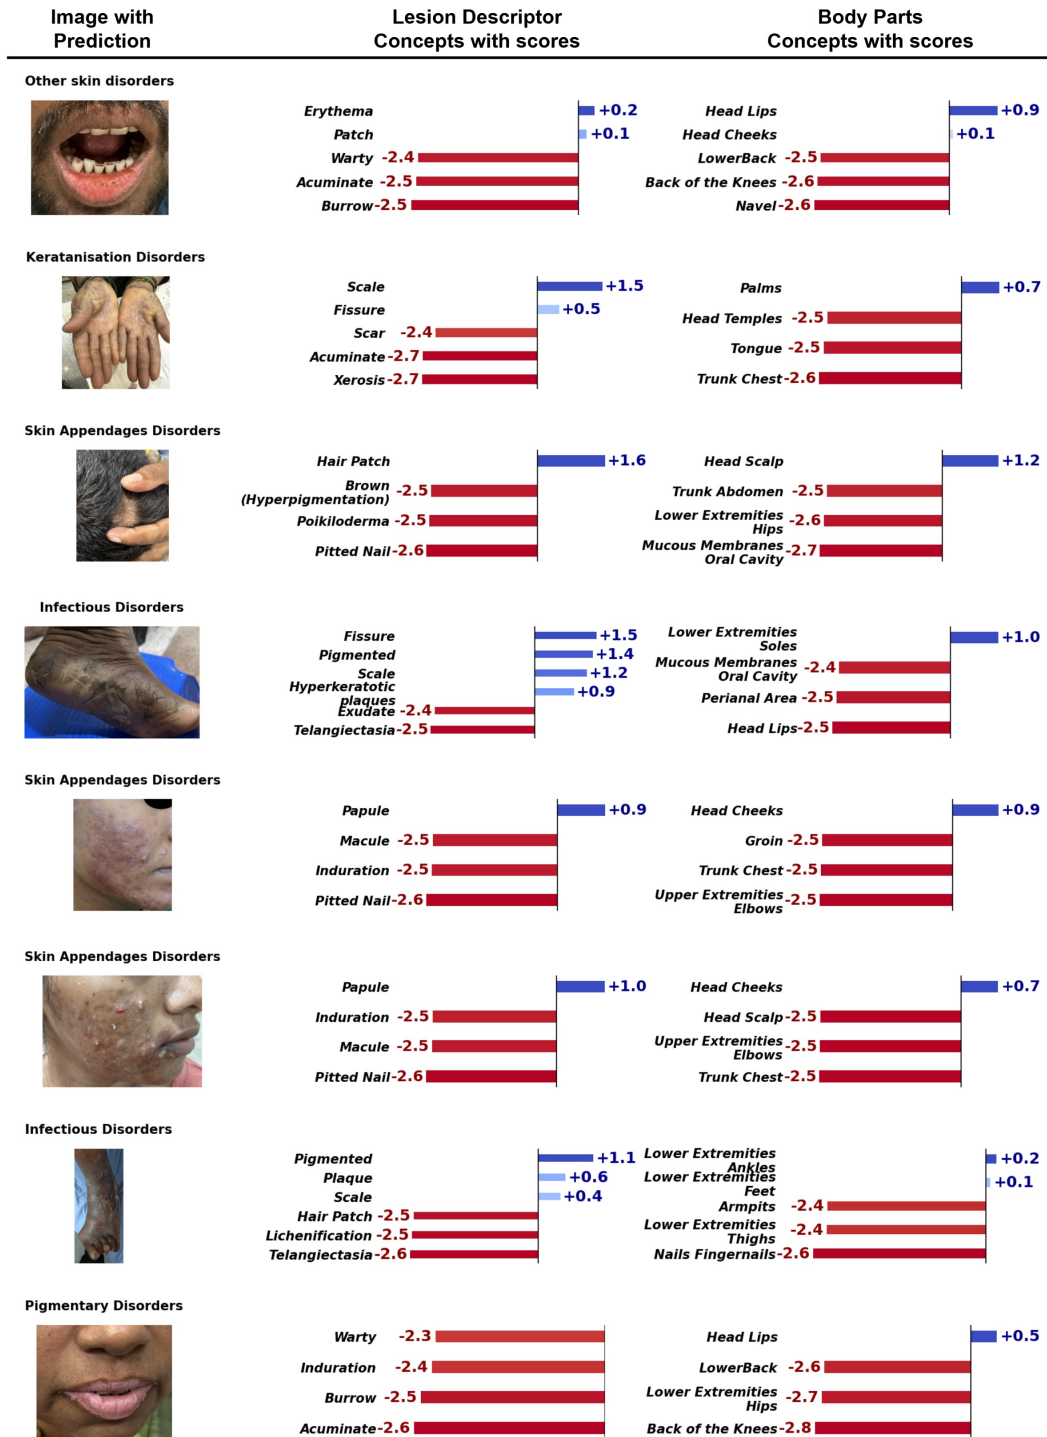 Image with
Prediction
Lesion Descriptor
Concepts with scores
Body Parts
Concepts with scores
Other skin disorders
Erythema +0.2
Patch +0.1
Warty -2.4
Acuminate -2.5
Burrow -2.5
Head Lips +0.9
Head Cheeks +0.1
LowerBack -2.5
Back of the Knees -2.6
Navel -2.6
Keratanisation Disorders
Scale +1.5
Fissure +0.5
Scar -2.4
Acuminate -2.7
Xerosis -2.7
Palms +0.7
Head Temples -2.5
Tongue -2.5
Trunk Chest -2.6
Skin Appendages Disorders
Hair Patch +1.6
Brown
(Hyperpigmentation) -2.5
Poikiloderma -2.5
Pitted Nail -2.6
Head Scalp +1.2
Trunk Abdomen -2.5
Lower Extremities
Hips -2.6
Mucous Membranes
Oral Cavity -2.7
Infectious Disorders
Fissure +1.5
Pigmented +1.4
Scale +1.2
Hyperkeratotic
plaques +0.9
Exudate -2.4
Telangiectasia -2.5
Lower Extremities
Soles +1.0
Mucous Membranes
Oral Cavity -2.4
Perianal Area -2.5
Head Lips -2.5
Skin Appendages Disorders
Papule +0.9
Macule -2.5
Induration -2.5
Pitted Nail -2.6
Head Cheeks +0.9
Groin -2.5
Trunk Chest -2.5
Upper Extremities
Elbows -2.5
Skin Appendages Disorders
Papule +1.0
Induration -2.5
Macule -2.5
Pitted Nail -2.6
Head Cheeks +0.7
Head Scalp -2.5
Upper Extremities
Elbows -2.5
Trunk Chest -2.5
Infectious Disorders
Pigmented +1.1
Plaque +0.6
Scale +0.4
Hair Patch -2.5
Lichenification -2.5
Telangiectasia -2.6
Lower Extremities
Ankles +0.2
Lower Extremities
Feet +0.1
Armpits -2.4
Lower Extremities
Thighs -2.4
Nails Fingernails -2.6
Pigmentary Disorders
Warty -2.3
Induration -2.4
Burrow -2.5
Acuminate -2.6
Head Lips +0.5
LowerBack -2.6
Lower Extremities
Hips -2.7
Back of the Knees -2.8